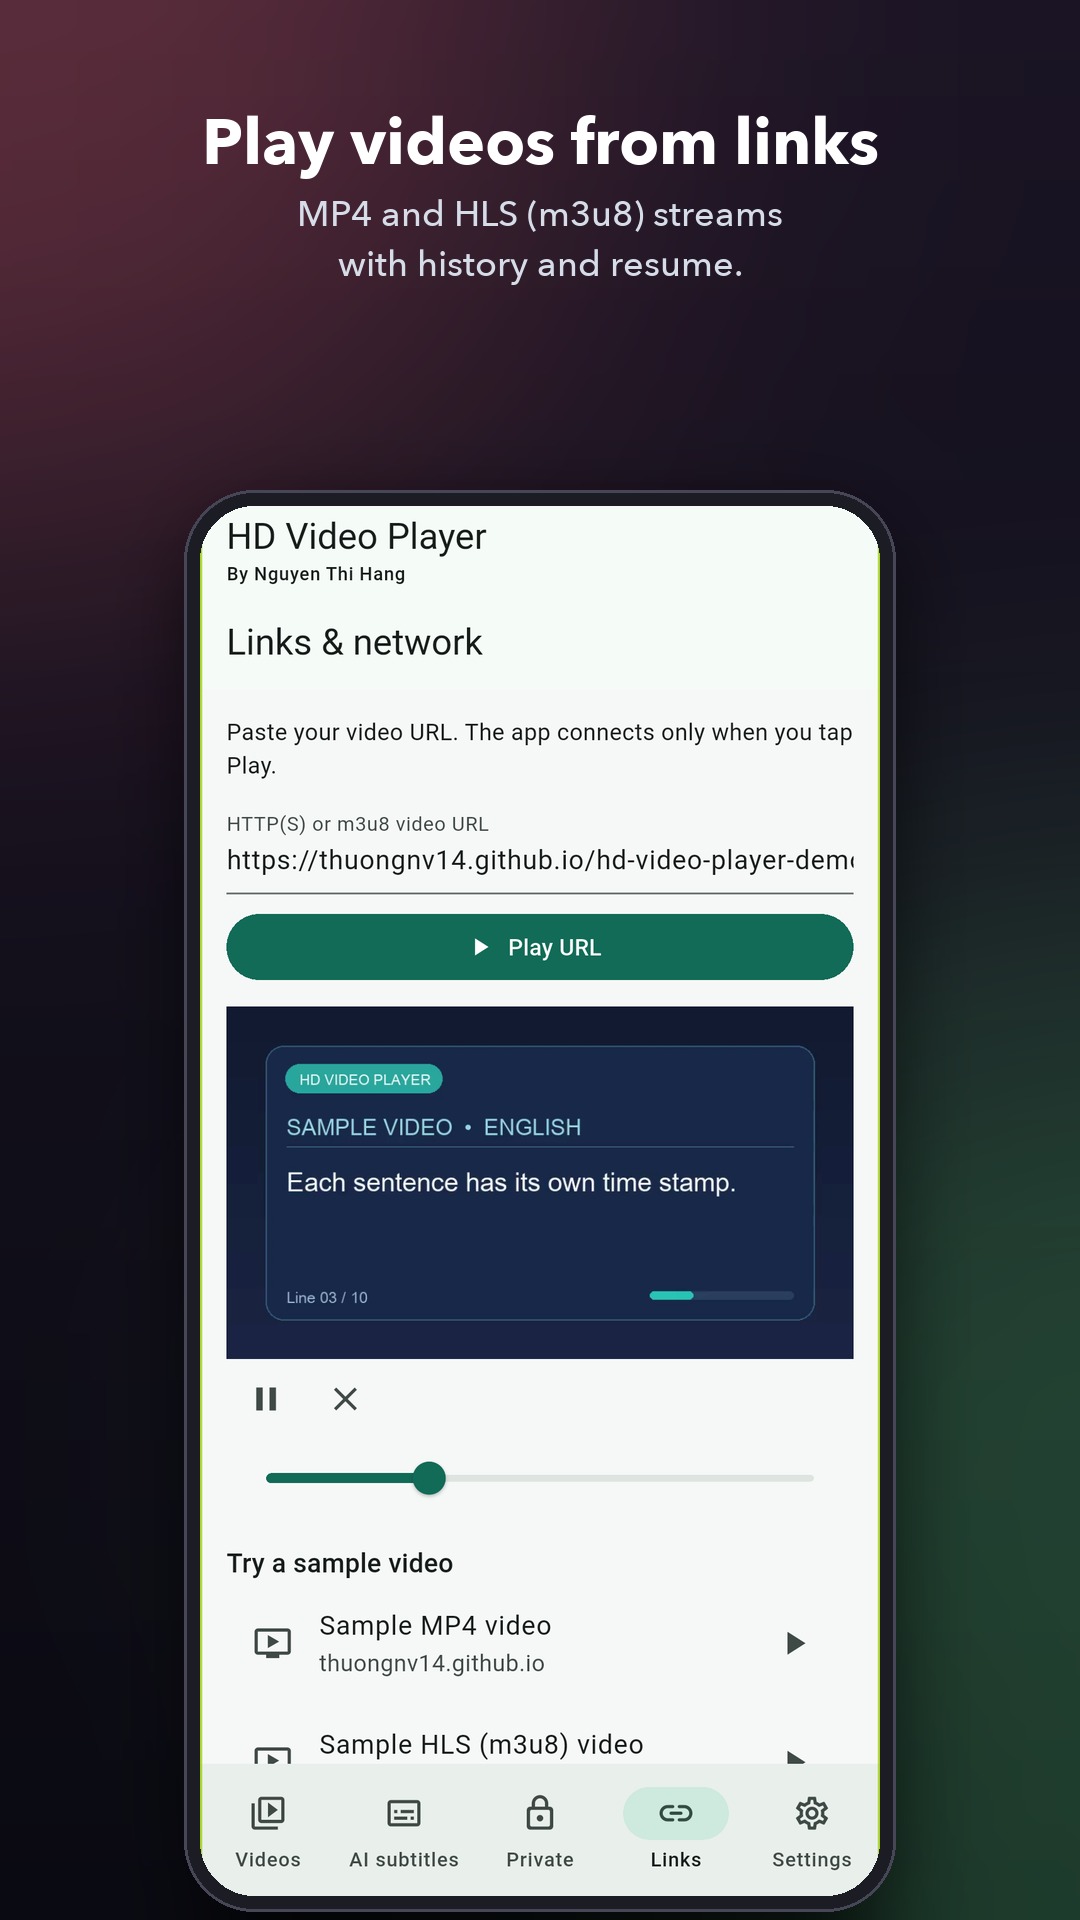 Play videos from links
MP4 and HLS (m3u8) streams
with history and resume.
HD Video Player
By Nguyen Thi Hang
Links & network
Paste your video URL. The app connects only when you tap
Play.
HTTP(S) or m3u8 video URL
https://thuongnv14.github.io/hd-video-player-demo
Play URL
HD VIDEO PLAYER
SAMPLE VIDEO • ENGLISH
Each sentence has its own time stamp.
Line 03 / 10
Try a sample video
Sample MP4 video
thuongnv14.github.io
Sample HLS (m3u8) video
Videos
AI subtitles
Private
Links
Settings